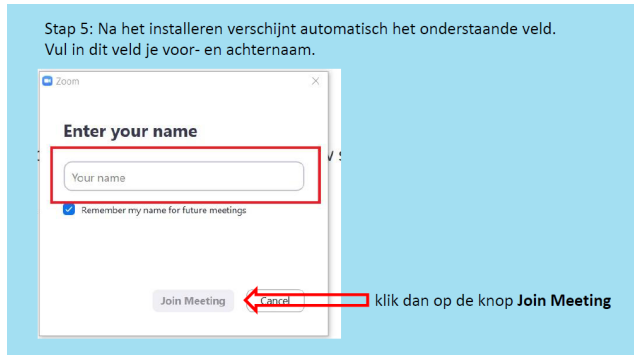 Stap 5: Na het installeren verschijnt automatisch het onderstaande veld.
Vul in dit veld je voor- en achternaam.
Zoom
Enter your name
Your name
Remember my name for future meetings
Join Meeting
Cancel
klik dan op de knop Join Meeting